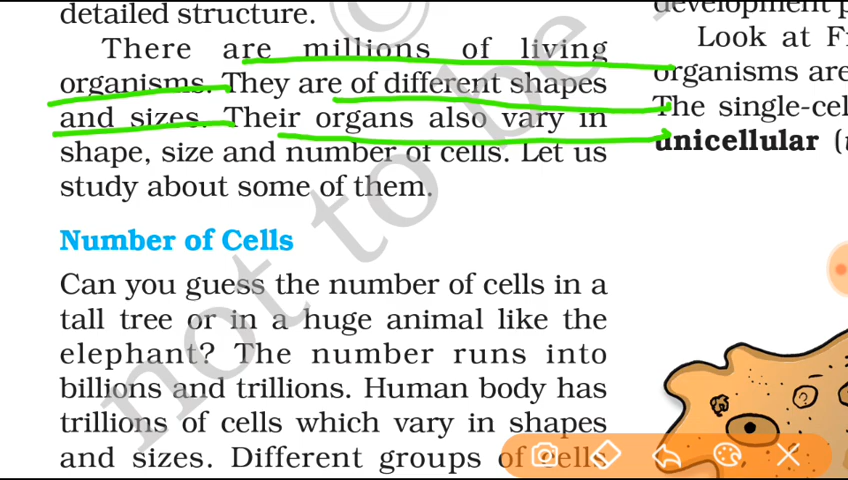 detailed structure.
There are millions of living
organisms. They are of different shapes
and sizes. Their organs also vary in
shape, size and number of cells. Let us
study about some of them.
Number of Cells
Can you guess the number of cells in a
tall tree or in a huge animal like the
elephant? The number runs into
billions and trillions. Human body has
trillions of cells which vary in shapes
and sizes. Different groups of cells
development
Look at
organisms are
The single-
unicellular (
©
not to be